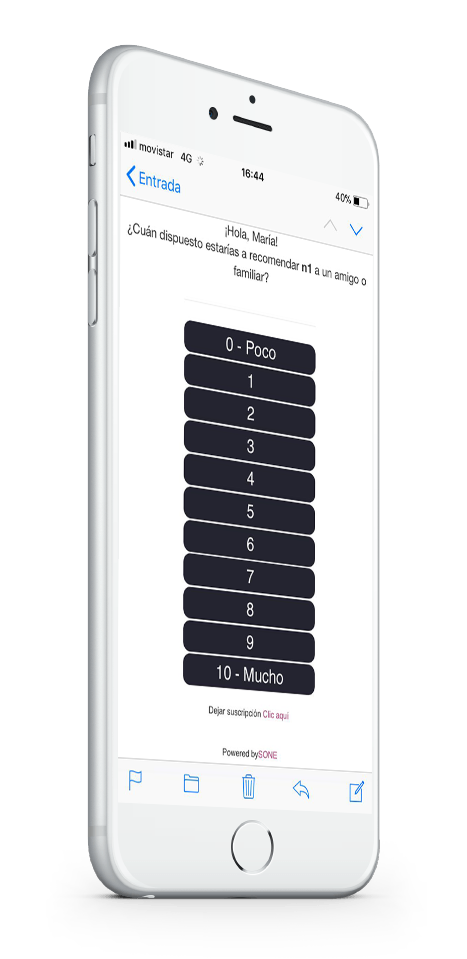 movistar 4G 16:44 40%
Entrada
¡Hola, Maria!
¿Cuán dispuesto estarías a recomendar n1 a un amigo o
familiar?
0 - Poco
1
2
3
4
5
6
7
8
9
10 - Mucho
Dejar suscripción Clic aquí
Powered bySONE